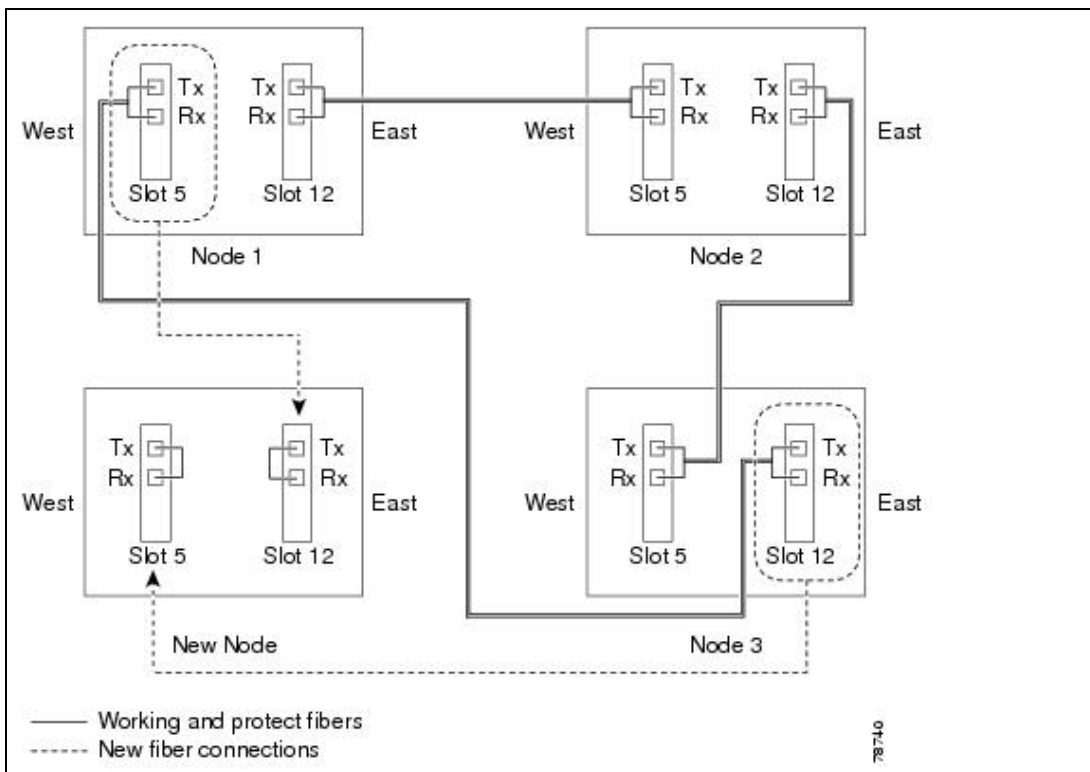 Tx Tx Tx Tx
West Rx Rx East West Rx Rx East
Slot 5 Slot 12 Slot 5 Slot 12
Node 1 Node 2
Tx Tx Tx Tx
Rx Rx Rx Rx
West East West East
Slot 5 Slot 12 Slot 5 Slot 12
New Node Node 3
Working and protect fibers
New fiber connections
78740